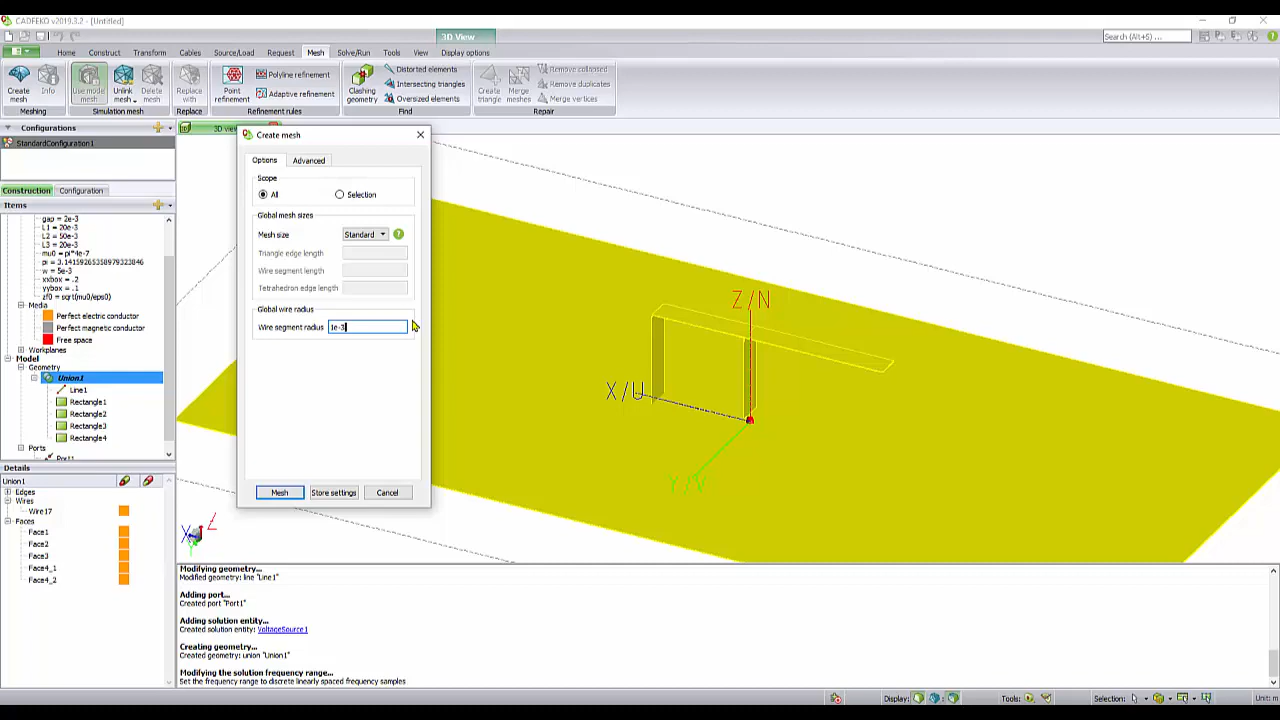 CADFEKO v2019.3.2 - [Untitled]
3D View
Search (Alt+S) ...
Home Construct Transform Cables Source/Load Request Mesh Solve/Run Tools View Display options
Create mesh
Info
Use model mesh
Unlink mesh
Delete mesh
Replace with
Point refinement
Polyline refinement
Adaptive refinement
Clashing geometry
Distorted elements
Intersecting triangles
Oversized elements
Create triangle
Merge meshes
Remove collapsed
Remove duplicates
Merge vertices
Meshing Simulation mesh Replace Refinement rules Find Repair
Configurations
StandardConfiguration1
Construction Configuration
Items
gap = 2e-3
L1 = 20e-3
L2 = 50e-3
L3 = 20e-3
mu0 = pi*4e-7
pi = 3.14159265358979323846
w = 5e-3
xxbox = .2
yybox = .1
zf0 = sqrt(mu0/eps0)
Media
Perfect electric conductor
Perfect magnetic conductor
Free space
Workplanes
Model
Geometry
Union1
Line1
Rectangle1
Rectangle2
Rectangle3
Rectangle4
Ports
Port1
Details
Union1
Edges
Wires
Wire17
Faces
Face1
Face2
Face3
Face4_1
Face4_2
3D view
Create mesh
Options Advanced
Scope
All Selection
Global mesh sizes
Mesh size Standard
Triangle edge length
Wire segment length
Tetrahedron edge length
Global wire radius
Wire segment radius 1e-3
Mesh Store settings Cancel
Z/N
X/U
Y/V
Z
X
Y
Modifying geometry...
Modified geometry: line "Line1"
Adding port...
Created port "Port1"
Adding solution entity...
Created solution entity: VoltageSource1
Creating geometry...
Created geometry: union "Union1"
Modifying the solution frequency range...
Set the frequency range to discrete linearly spaced frequency samples
Display: Tools: Selection: Unit: m